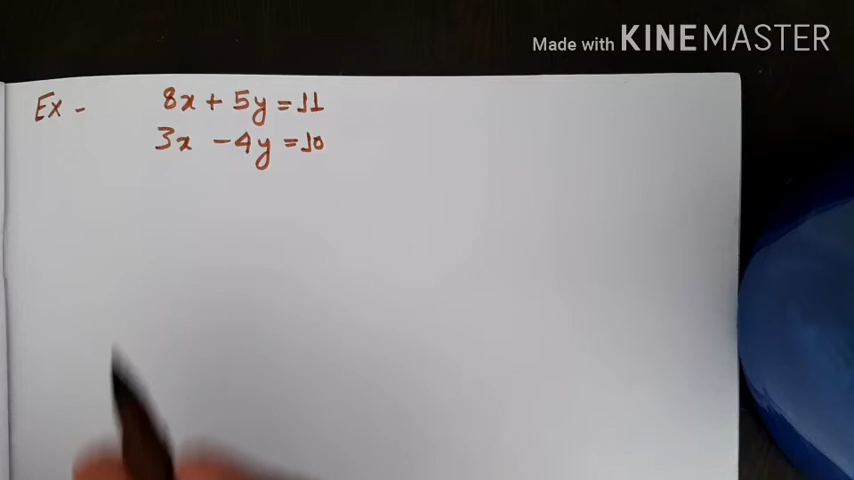 Made with KINEMASTER
Ex - 8x + 5y = 11
3x - 4y = 10